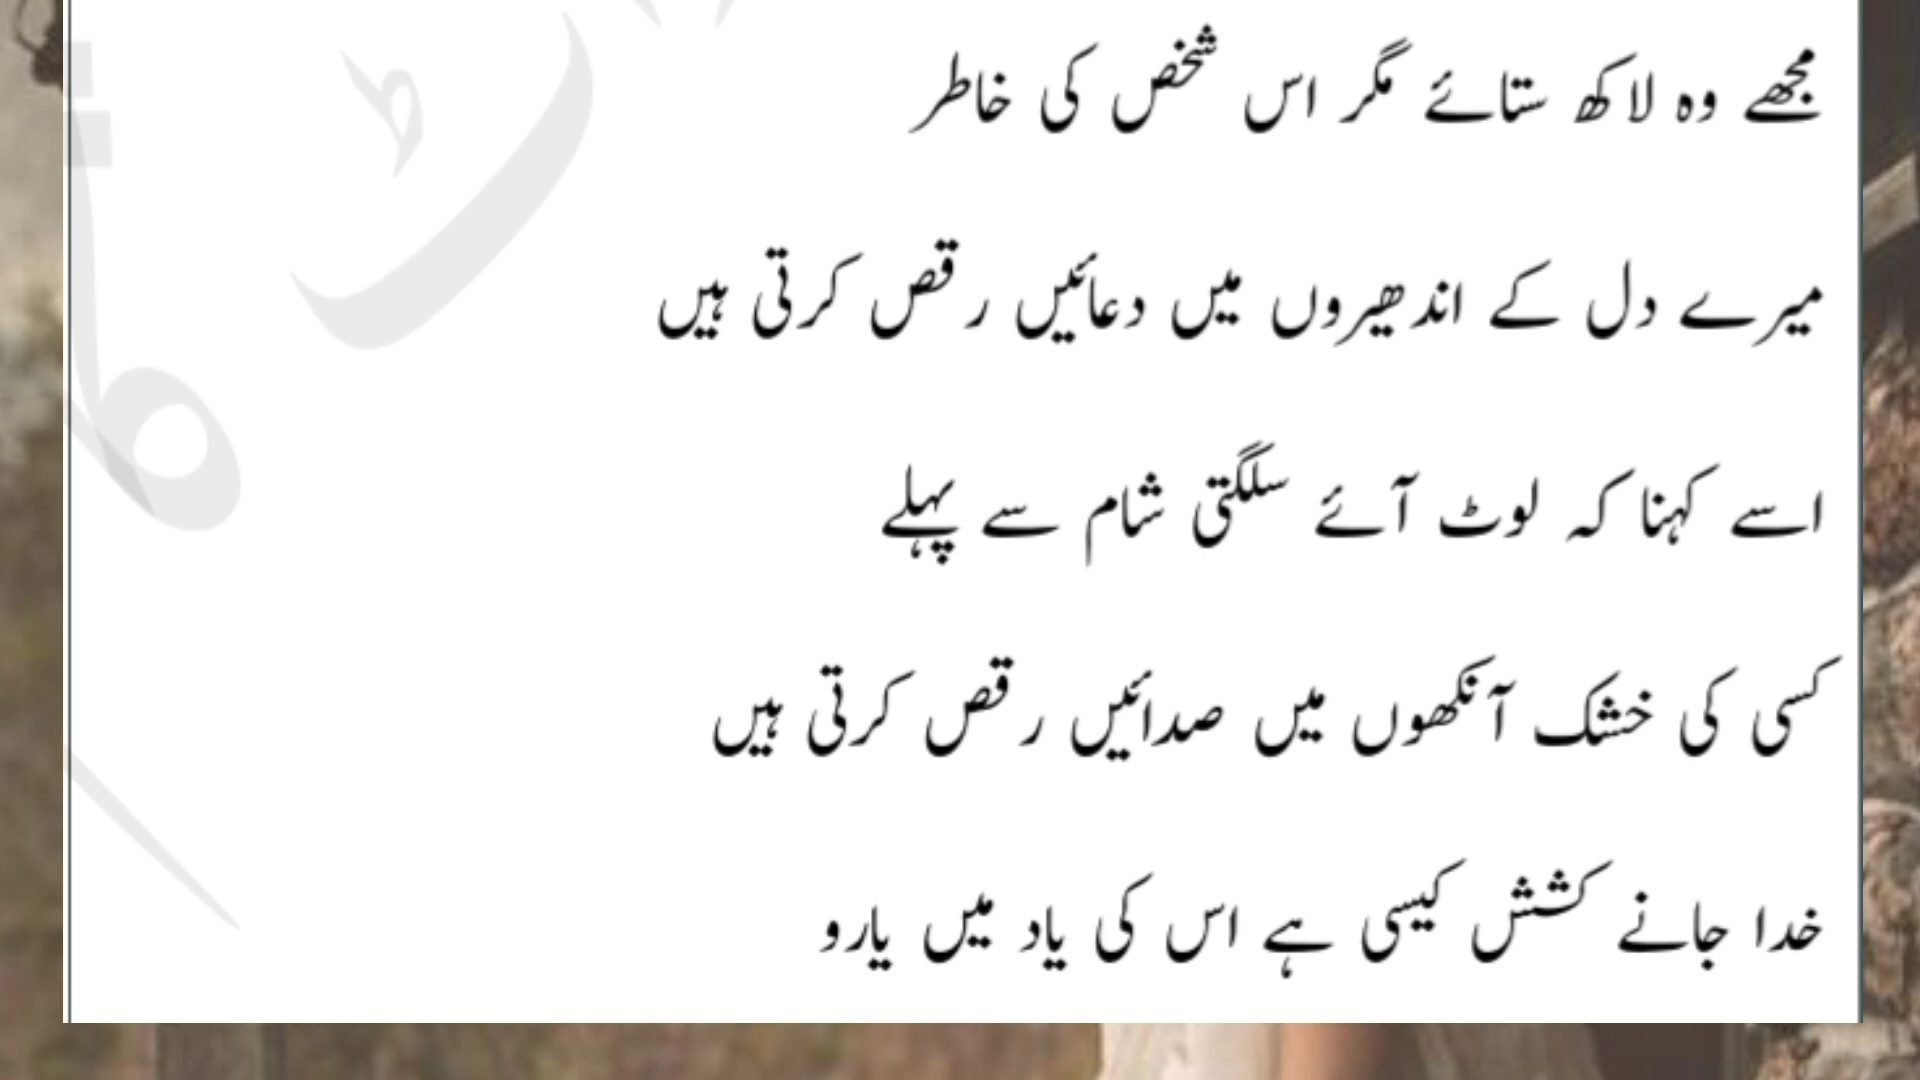 مجھے وہ لاکھ ستائے مگر اس شخص کی خاطر
میرے دل کے اندھیروں میں دعائیں رقص کرتی ہیں
اسے کہنا کہ لوٹ آئے سلگتی شام سے پہلے
کسی کی خشک آنکھوں میں صدائیں رقص کرتی ہیں
خدا جانے کشش کیسی ہے اس کی یاد میں یارو